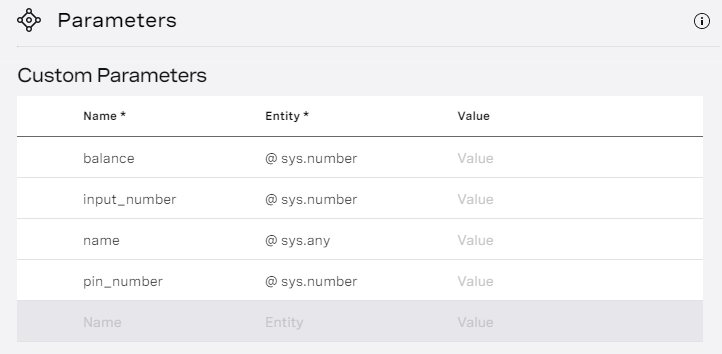 Parameters
Custom Parameters
Name * Entity * Value
balance @ sys.number Value
input_number @ sys.number Value
name @ sys.any Value
pin_number @ sys.number Value
Name Entity Value